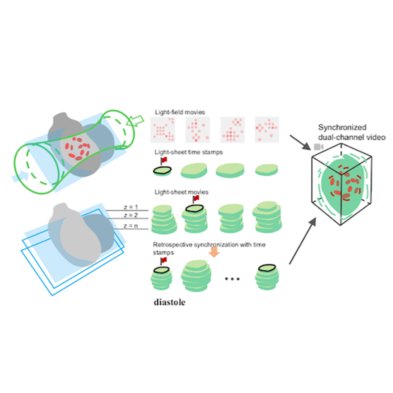 Light-field movies
Synchronized
dual-channel video
Light-sheet time stamps
Light-sheet movies
z = 1
z = 2
z = n
Retrospective synchronization with time
stamps
diastole